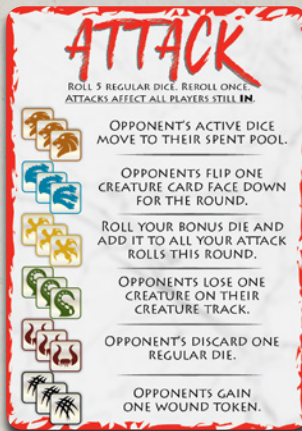 ATTACK
ROLL 5 REGULAR DICE. REROLL ONCE.
ATTACKS AFFECT ALL PLAYERS STILL IN.
OPPONENT'S ACTIVE DICE
MOVE TO THEIR SPENT POOL.
OPPONENTS FLIP ONE
CREATURE CARD FACE DOWN
FOR THE ROUND.
ROLL YOUR BONUS DIE AND
ADD IT TO ALL YOUR ATTACK
ROLLS THIS ROUND.
OPPONENTS LOSE ONE
CREATURE ON THEIR
CREATURE TRACK.
OPPONENT'S DISCARD ONE
REGULAR DIE.
OPPONENTS GAIN
ONE WOUND TOKEN.